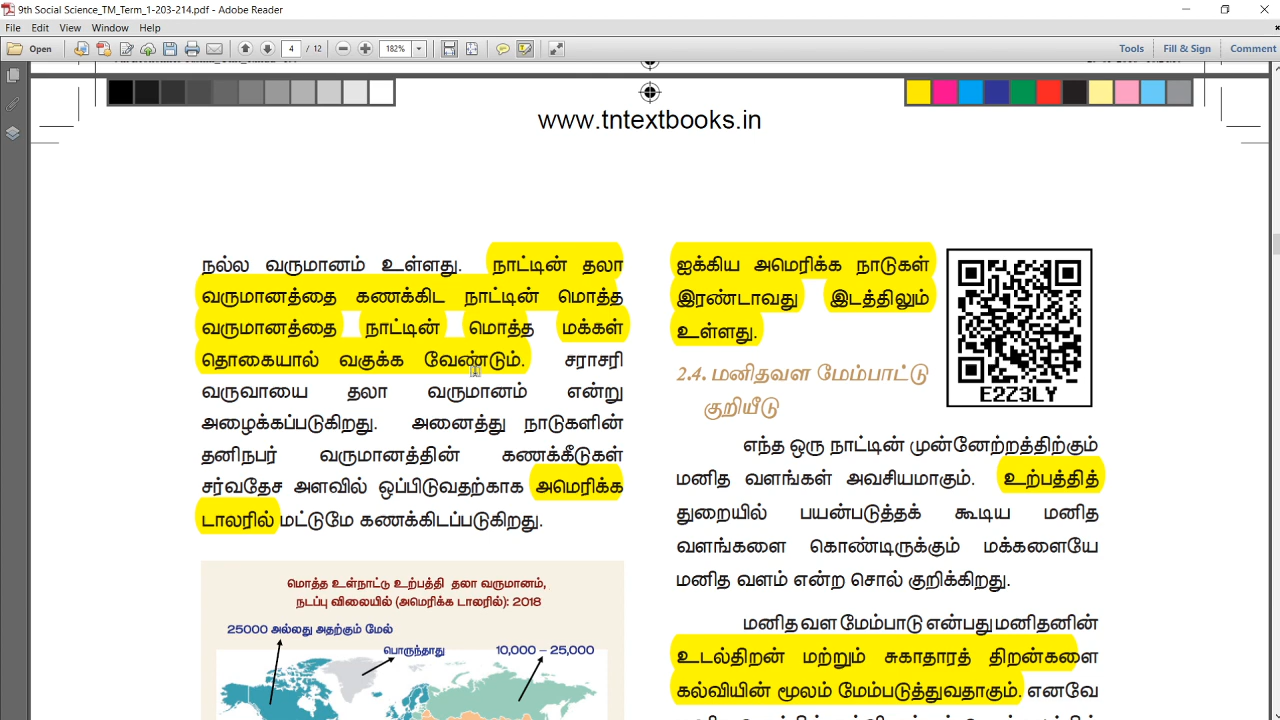 9th Social Science_TM_Term_1-203-214.pdf - Adobe Reader
File Edit View Window Help
Open 4 / 12 182% Tools Fill & Sign Comment
www.tntextbooks.in
நல்ல வருமானம் உள்ளது. நாட்டின் தலா
வருமானத்தை கணக்கிட நாட்டின் மொத்த
வருமானத்தை நாட்டின் மொத்த மக்கள்
தொகையால் வகுக்க வேண்டும். சராசரி
வருவாயை தலா வருமானம் என்று
அழைக்கப்படுகிறது. அனைத்து நாடுகளின்
தனிநபர் வருமானத்தின் கணக்கீடுகள்
சர்வதேச அளவில் ஒப்பிடுவதற்காக அமெரிக்க
டாலரில் மட்டுமே கணக்கிடப்படுகிறது.
மொத்த உள்நாட்டு உற்பத்தி தலா வருமானம்,
நடப்பு விலையில் (அமெரிக்க டாலரில்): 2018
25000 அல்லது அதற்கும் மேல்
பொருந்தாது
10,000 – 25,000
ஐக்கிய அமெரிக்க நாடுகள்
இரண்டாவது இடத்திலும்
உள்ளது.
E2Z3LY
2.4. மனிதவள மேம்பாட்டு
குறியீடு
எந்த ஒரு நாட்டின் முன்னேற்றத்திற்கும்
மனித வளங்கள் அவசியமாகும். உற்பத்தித்
துறையில் பயன்படுத்தக் கூடிய மனித
வளங்களை கொண்டிருக்கும் மக்களையே
மனித வளம் என்ற சொல் குறிக்கிறது.
மனித வள மேம்பாடு என்பது மனிதனின்
உடல்திறன் மற்றும் சுகாதாரத் திறன்களை
கல்வியின் மூலம் மேம்படுத்துவதாகும். எனவே